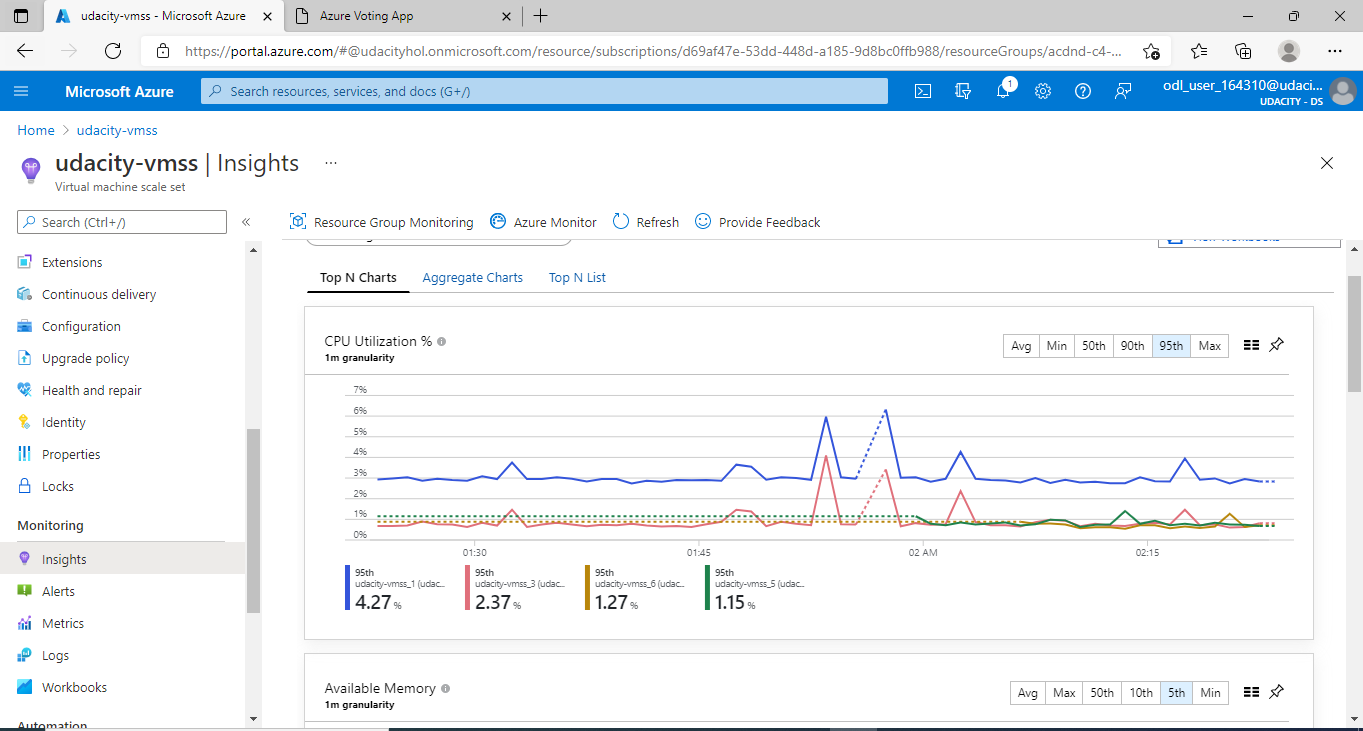 udacity-vmss - Microsoft Azure
Azure Voting App
https://portal.azure.com/#@udacityhol.onmicrosoft.com/resource/subscriptions/d69af47e-53dd-448d-a185-9d8bc0ffb988/resourceGroups/acdnd-c4-...
Microsoft Azure
Search resources, services, and docs (G+/)
1
odl_user_164310@udaci...
UDACITY - DS
Home > udacity-vmss
udacity-vmss | Insights ...
Virtual machine scale set
Search (Ctrl+/) «
Resource Group Monitoring Azure Monitor Refresh Provide Feedback
Extensions
Continuous delivery
Configuration
Upgrade policy
Health and repair
Identity
Properties
Locks
Monitoring
Insights
Alerts
Metrics
Logs
Workbooks
Automation
Top N Charts Aggregate Charts Top N List
CPU Utilization %
1m granularity
Avg Min 50th 90th 95th Max
7%
6%
5%
4%
3%
2%
1%
0%
01:30 01:45 02 AM 02:15
95th
udacity-vmss_1 (udac...
4.27 %
95th
udacity-vmss_3 (udac...
2.37 %
95th
udacity-vmss_6 (udac...
1.27 %
95th
udacity-vmss_5 (udac...
1.15 %
Available Memory
1m granularity
Avg Max 50th 10th 5th Min